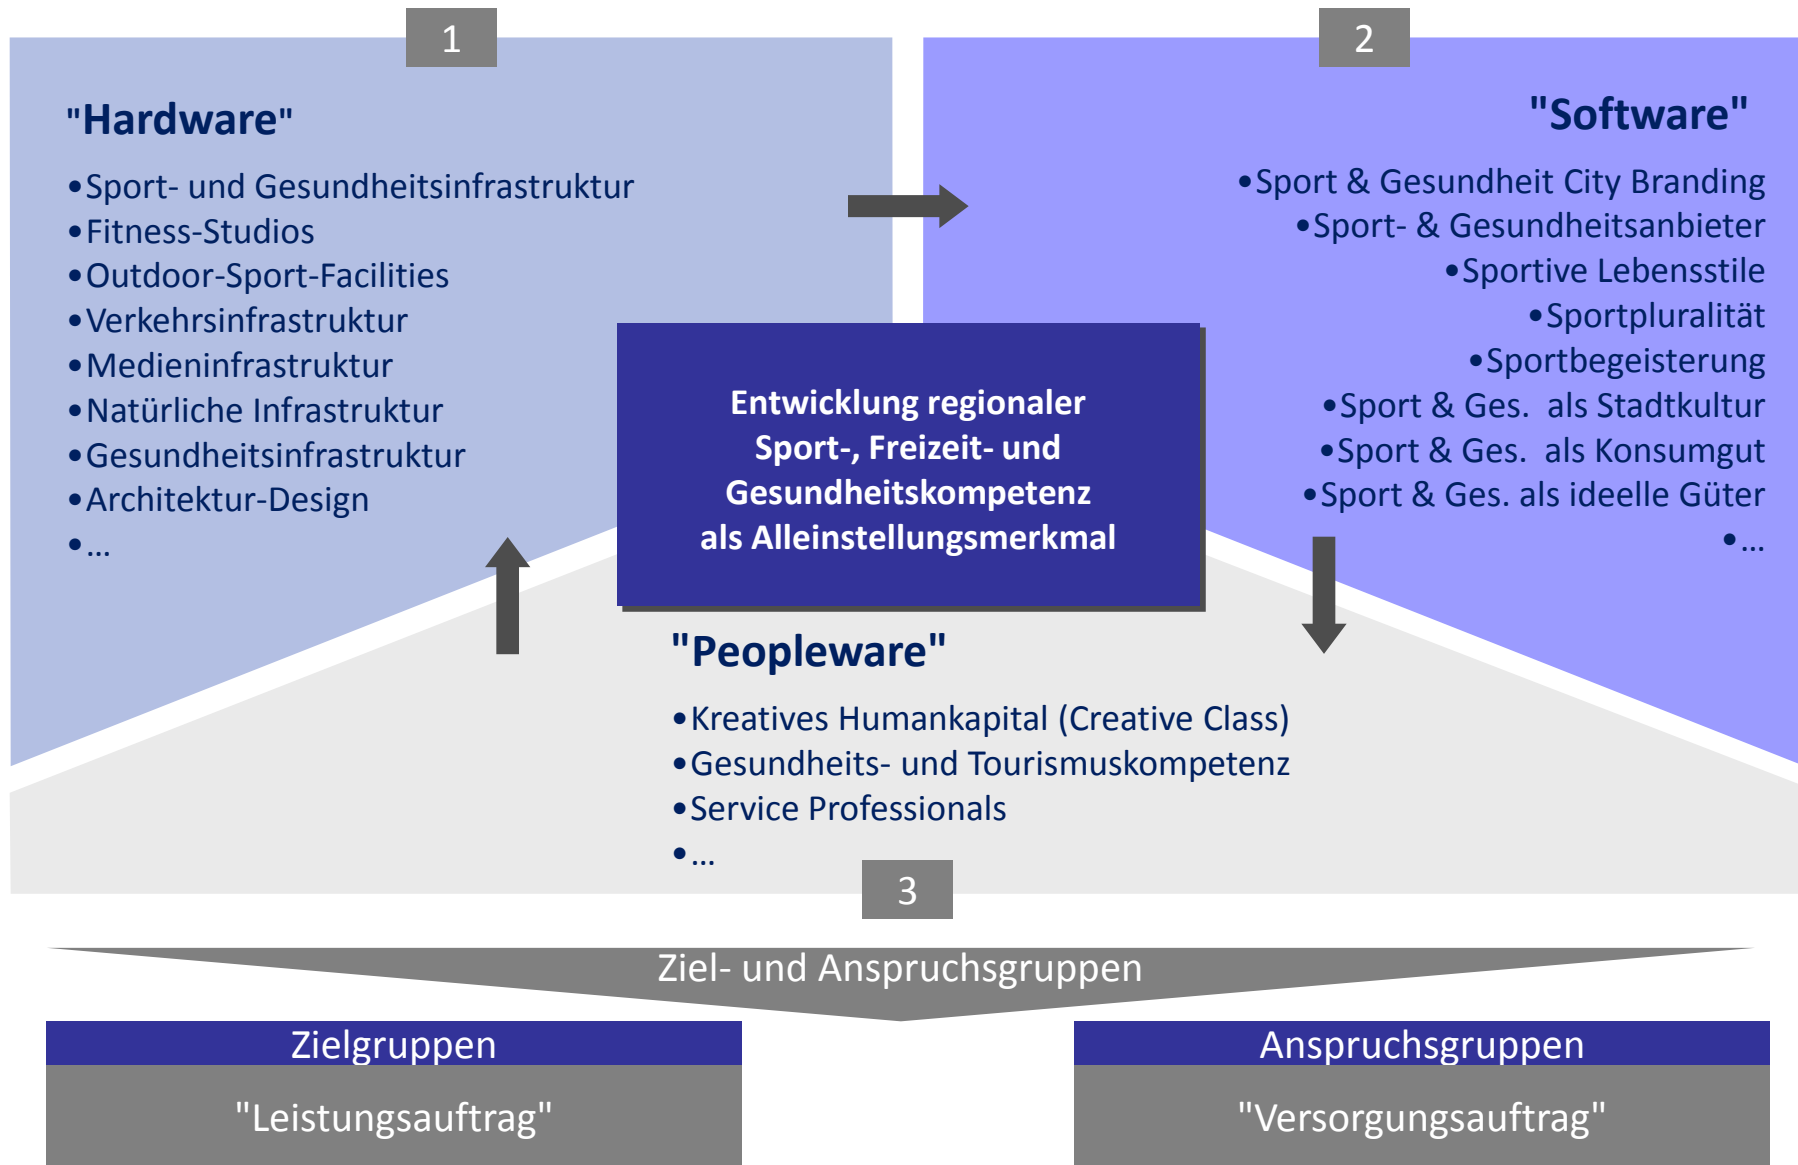 1
"Hardware"
•Sport- und Gesundheitsinfrastruktur
•Fitness-Studios
•Outdoor-Sport-Facilities
•Verkehrsinfrastruktur
•Medieninfrastruktur
•Natürliche Infrastruktur
•Gesundheitsinfrastruktur
•Architektur-Design
•...
2
"Software"
•Sport & Gesundheit City Branding
•Sport- & Gesundheitsanbieter
•Sportive Lebensstile
•Sportpluralität
•Sportbegeisterung
•Sport & Ges. als Stadtkultur
•Sport & Ges. als Konsumgut
•Sport & Ges. als ideelle Güter
•...
Entwicklung regionaler
Sport-, Freizeit- und
Gesundheitskompetenz
als Alleinstellungsmerkmal
"Peopleware"
•Kreatives Humankapital (Creative Class)
•Gesundheits- und Tourismuskompetenz
•Service Professionals
•...
3
Ziel- und Anspruchsgruppen
Zielgruppen
"Leistungsauftrag"
Anspruchsgruppen
"Versorgungsauftrag"